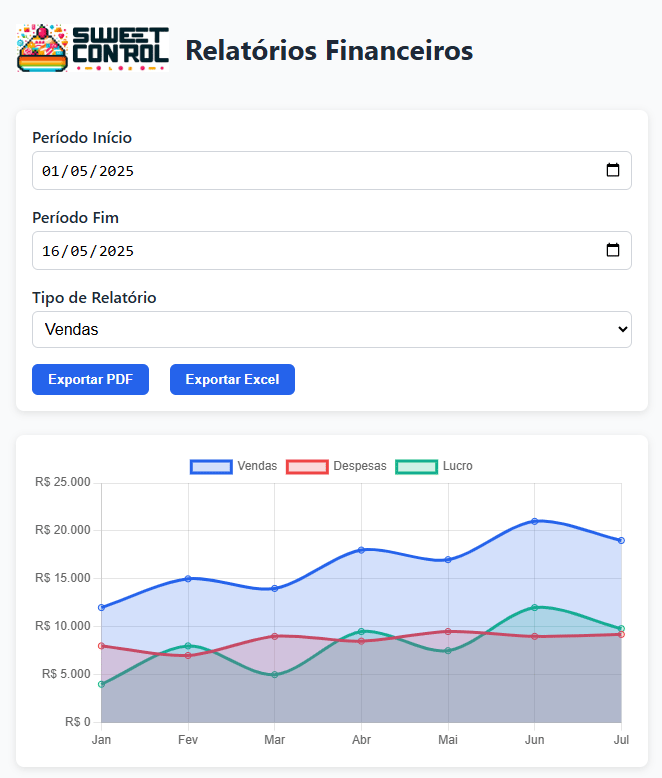 SWEET
CONTROL
Relatórios Financeiros
Período Início
01/05/2025
Período Fim
16/05/2025
Tipo de Relatório
Vendas
Exportar PDF Exportar Excel
Vendas Despesas Lucro
R$ 25.000
R$ 20.000
R$ 15.000
R$ 10.000
R$ 5.000
R$ 0
Jan Fev Mar Abr Mai Jun Jul